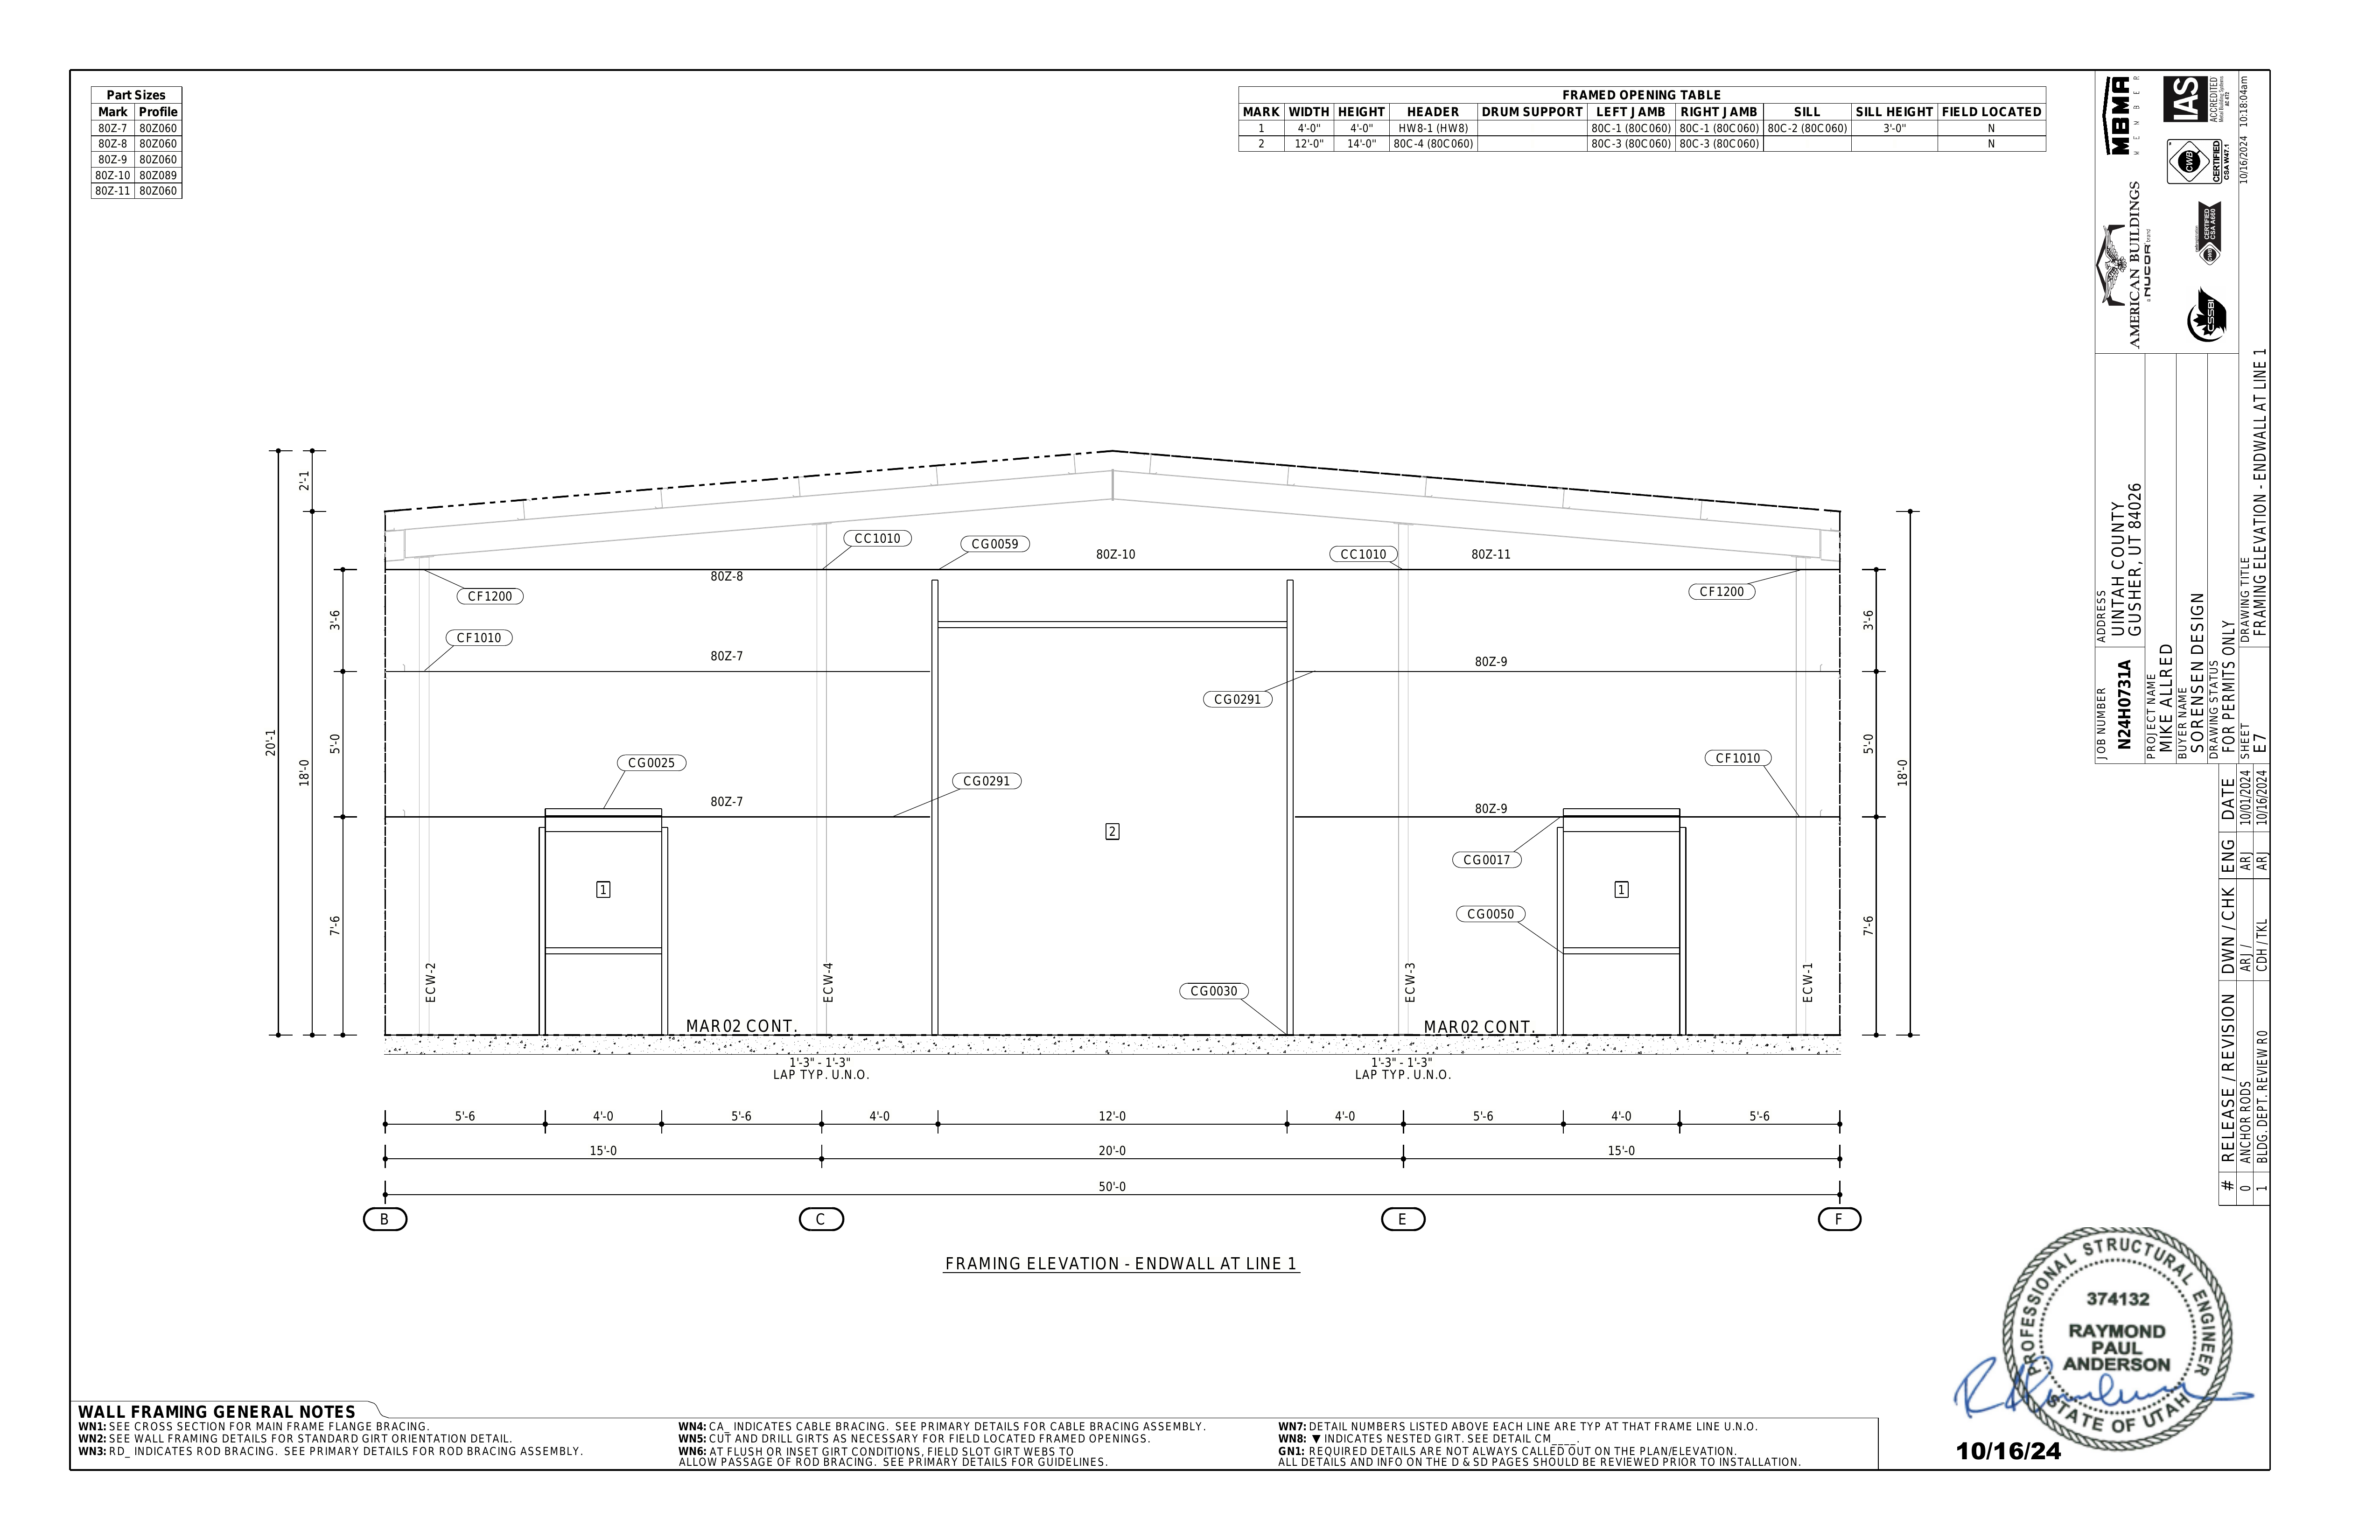 Part Sizes
Mark Profile
80Z-7 80Z060
80Z-8 80Z060
80Z-9 80Z060
80Z-10 80Z089
80Z-11 80Z060
FRAMED OPENING TABLE
MARK WIDTH HEIGHT HEADER DRUM SUPPORT LEFT JAMB RIGHT JAMB SILL SILL HEIGHT FIELD LOCATED
1 4'-0" 4'-0" HW8-1 (HW8) 80C-1 (80C060) 80C-1 (80C060) 80C-2 (80C060) 3'-0" N
2 12'-0" 14'-0" 80C-4 (80C060) 80C-3 (80C060) 80C-3 (80C060) N
2'-1
20'-1
18'-0
3'-6
5'-0
7'-6
CC1010
CG0059
80Z-10
CC1010
80Z-11
80Z-8
CF1200
CF1200
CF1010
80Z-7
80Z-9
CG0291
CG0025
CF1010
80Z-7
CG0291
80Z-9
2
CG0017
1
1
CG0050
CG0030
ECW-2
ECW-4
ECW-3
ECW-1
3'-6
5'-0
7'-6
18'-0
MAR02 CONT.
MAR02 CONT.
1'-3" - 1'-3"
LAP TYP. U.N.O.
1'-3" - 1'-3"
LAP TYP. U.N.O.
5'-6 4'-0 5'-6 4'-0 12'-0 4'-0 5'-6 4'-0 5'-6
15'-0 20'-0 15'-0
50'-0
B C E F
FRAMING ELEVATION - ENDWALL AT LINE 1
WALL FRAMING GENERAL NOTES
WN1: SEE CROSS SECTION FOR MAIN FRAME FLANGE BRACING.
WN2: SEE WALL FRAMING DETAILS FOR STANDARD GIRT ORIENTATION DETAIL.
WN3: RD_ INDICATES ROD BRACING. SEE PRIMARY DETAILS FOR ROD BRACING ASSEMBLY.
WN4: CA_ INDICATES CABLE BRACING. SEE PRIMARY DETAILS FOR CABLE BRACING ASSEMBLY.
WN5: CUT AND DRILL GIRTS AS NECESSARY FOR FIELD LOCATED FRAMED OPENINGS.
WN6: AT FLUSH OR INSET GIRT CONDITIONS, FIELD SLOT GIRT WEBS TO
ALLOW PASSAGE OF ROD BRACING. SEE PRIMARY DETAILS FOR GUIDELINES.
WN7: DETAIL NUMBERS LISTED ABOVE EACH LINE ARE TYP AT THAT FRAME LINE U.N.O.
WN8: ▼ INDICATES NESTED GIRT. SEE DETAIL CM____.
GN1: REQUIRED DETAILS ARE NOT ALWAYS CALLED OUT ON THE PLAN/ELEVATION.
ALL DETAILS AND INFO ON THE D & SD PAGES SHOULD BE REVIEWED PRIOR TO INSTALLATION.
MBMA
MEMBER
AMERICAN BUILDINGS
a NUCOR brand
IAS
ACCREDITED
CWB
CERTIFIED
CSA W47.1
CWB
CERTIFIED
CSA A660
CSSBI
10/16/2024 10:18:04am
JOB NUMBER
N24H0731A
ADDRESS
UINTAH COUNTY
GUSHER, UT 84026
PROJECT NAME
MIKE ALLRED
BUYER NAME
SORENSEN DESIGN
DRAWING STATUS
FOR PERMITS ONLY
SHEET
E7
DRAWING TITLE
FRAMING ELEVATION - ENDWALL AT LINE 1
# RELEASE / REVISION DWN / CHK ENG DATE
0 ANCHOR RODS ARJ / ARJ 10/01/2024
1 BLDG. DEPT. REVIEW R0 CDH / TKL ARJ 10/16/2024
PROFESSIONAL STRUCTURAL ENGINEER
374132
RAYMOND
PAUL
ANDERSON
STATE OF UTAH
10/16/24